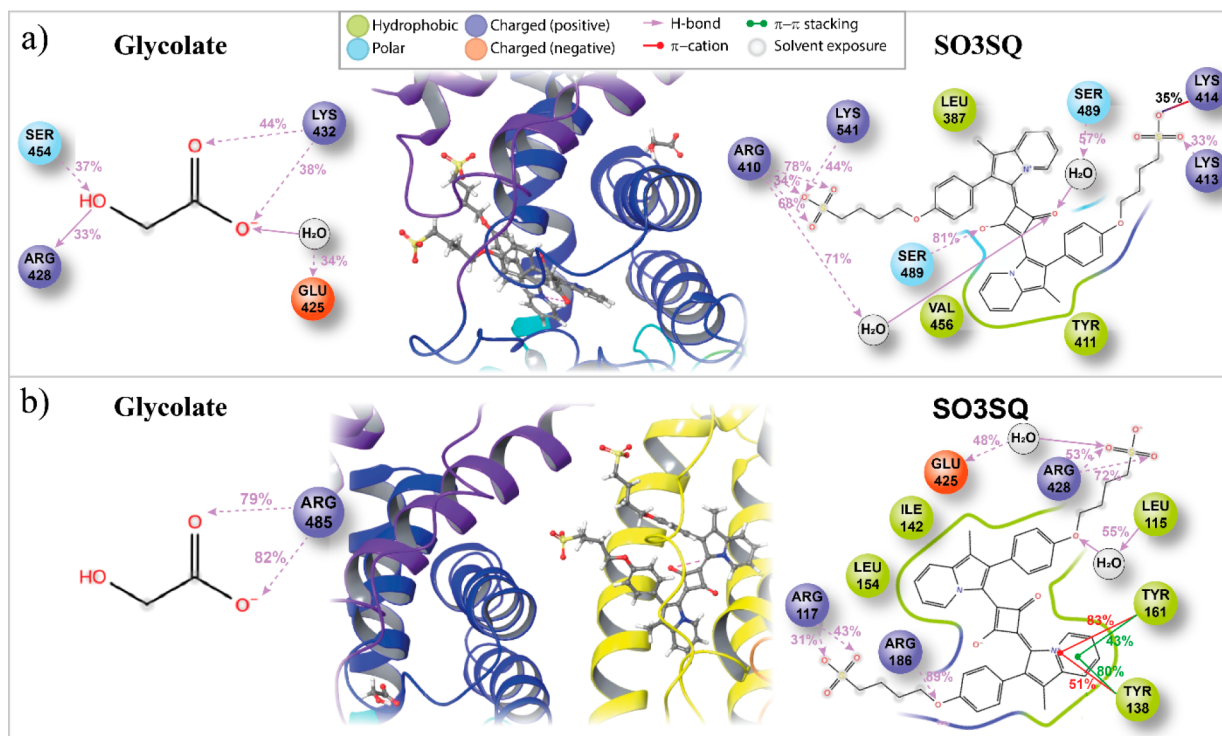 a)
Glycolate
Hydrophobic
Polar
Charged (positive)
Charged (negative)
H-bond
π-cation
π-π stacking
Solvent exposure
SO3SQ
SER
454
37%
HO
33%
ARG
428
O
44%
LYS
432
38%
O-
H₂O
34%
GLU
425
LEU
387
SER
489
57%
H₂O
LYS
414
35%
33%
LYS
413
LYS
541
ARG
410
78%
34%
44%
68%
71%
SER
489
81%
H₂O
VAL
456
TYR
411
b)
Glycolate
SO3SQ
HO
O
O-
79%
82%
ARG
485
48%
H₂O
GLU
425
53%
ARG
428
72%
ILE
142
LEU
154
LEU
115
55%
H₂O
TYR
161
83%
43%
80%
51%
TYR
138
ARG
117
31%
43%
ARG
186
89%